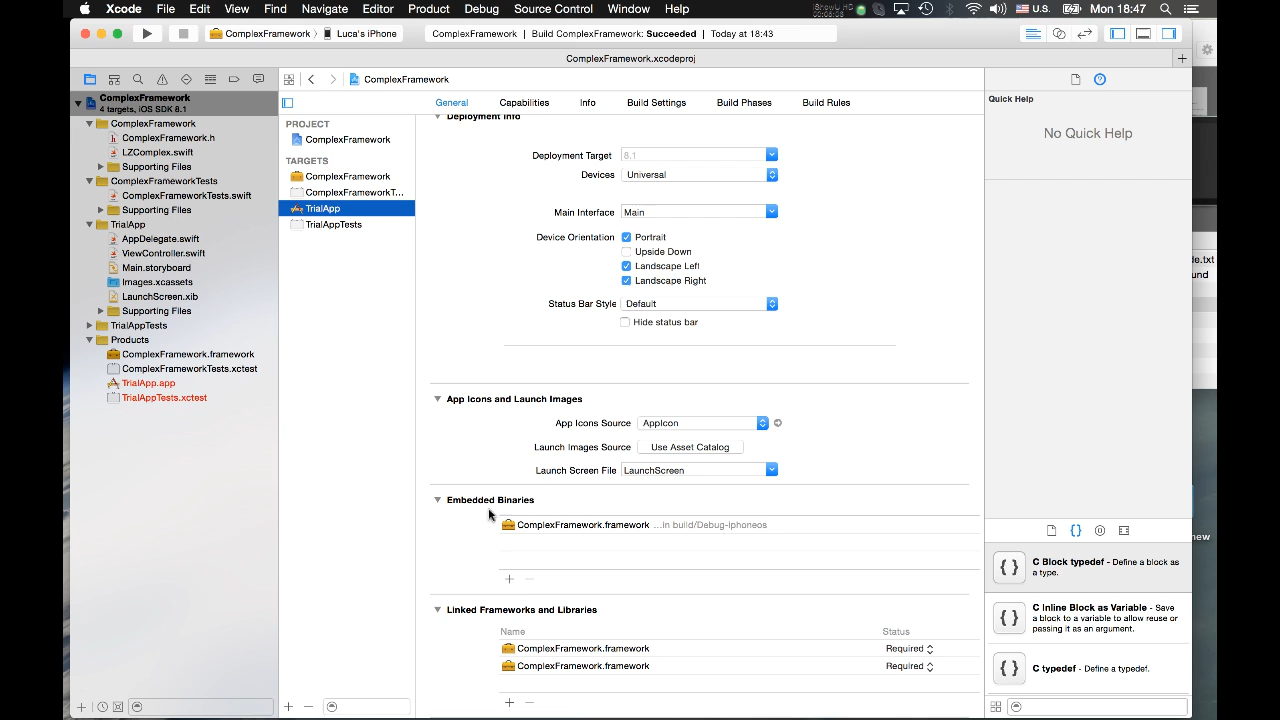 Xcode File Edit View Find Navigate Editor Product Debug Source Control Window Help
U.S. Mon 18:47
ComplexFramework Luca's iPhone
ComplexFramework | Build ComplexFramework: Succeeded | Today at 18:43
ComplexFramework.xcodeproj
ComplexFramework
4 targets, iOS SDK 8.1
ComplexFramework
ComplexFramework.h
LZComplex.swift
Supporting Files
ComplexFrameworkTests
ComplexFrameworkTests.swift
Supporting Files
TrialApp
AppDelegate.swift
ViewController.swift
Main.storyboard
Images.xcassets
LaunchScreen.xib
Supporting Files
TrialAppTests
Products
ComplexFramework.framework
ComplexFrameworkTests.xctest
TrialApp.app
TrialAppTests.xctest
ComplexFramework
General Capabilities Info Build Settings Build Phases Build Rules
PROJECT
ComplexFramework
TARGETS
ComplexFramework
ComplexFrameworkT...
TrialApp
TrialAppTests
Deployment Info
Deployment Target 8.1
Devices Universal
Main Interface Main
Device Orientation Portrait
Upside Down
Landscape Left
Landscape Right
Status Bar Style Default
Hide status bar
App Icons and Launch Images
App Icons Source AppIcon
Launch Images Source Use Asset Catalog
Launch Screen File LaunchScreen
Embedded Binaries
ComplexFramework.framework ...in build/Debug-iphoneos
Linked Frameworks and Libraries
Name Status
ComplexFramework.framework Required
ComplexFramework.framework Required
Quick Help
No Quick Help
C Block typedef - Define a block as
a type.
C Inline Block as Variable - Save
a block to a variable to allow reuse or
passing it as an argument.
C typedef - Define a typedef.
de.txt
und
new